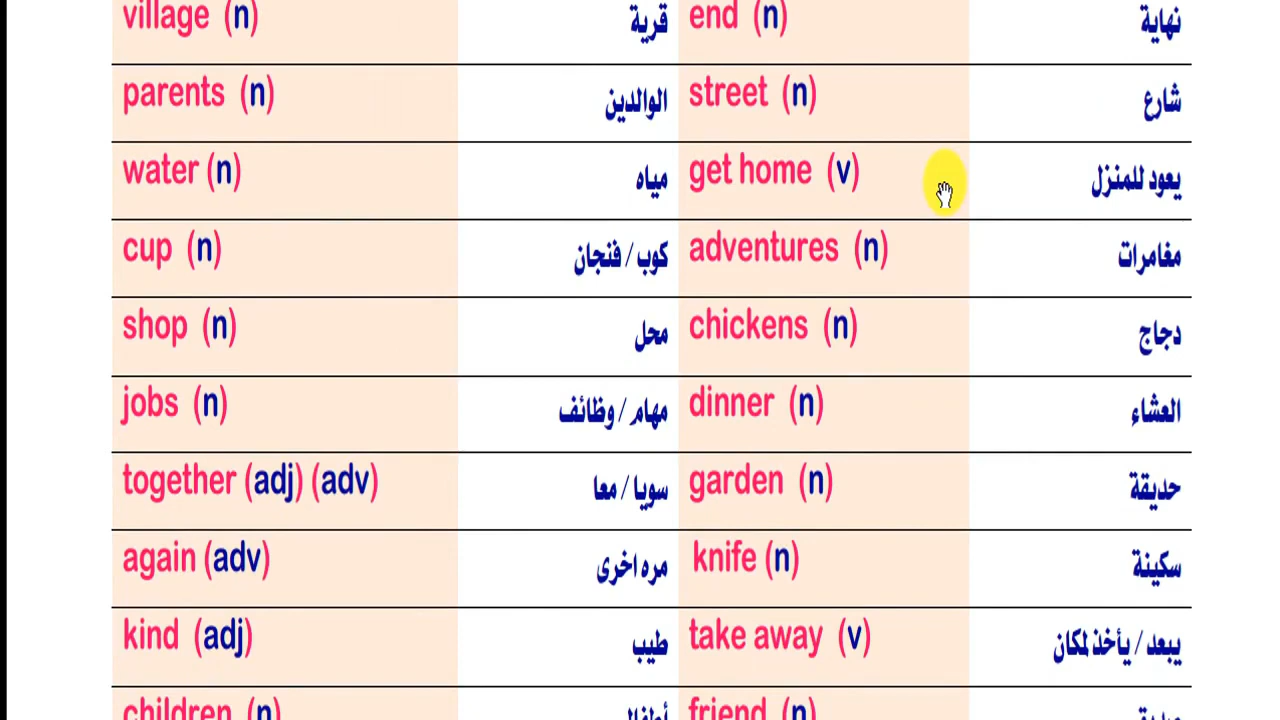 village (n) قرية end (n) نهاية
parents (n) الوالدين street (n) شارع
water (n) مياه get home (v) يعود للمنزل
cup (n) كوب / فنجان adventures (n) مغامرات
shop (n) محل chickens (n) دجاج
jobs (n) مهام / وظائف dinner (n) العشاء
together (adj) (adv) سويا / معا garden (n) حديقة
again (adv) مره اخرى knife (n) سكينة
kind (adj) طيب take away (v) يبعد / يأخذ لمكان
children (n) أطفال friend (n) صديق